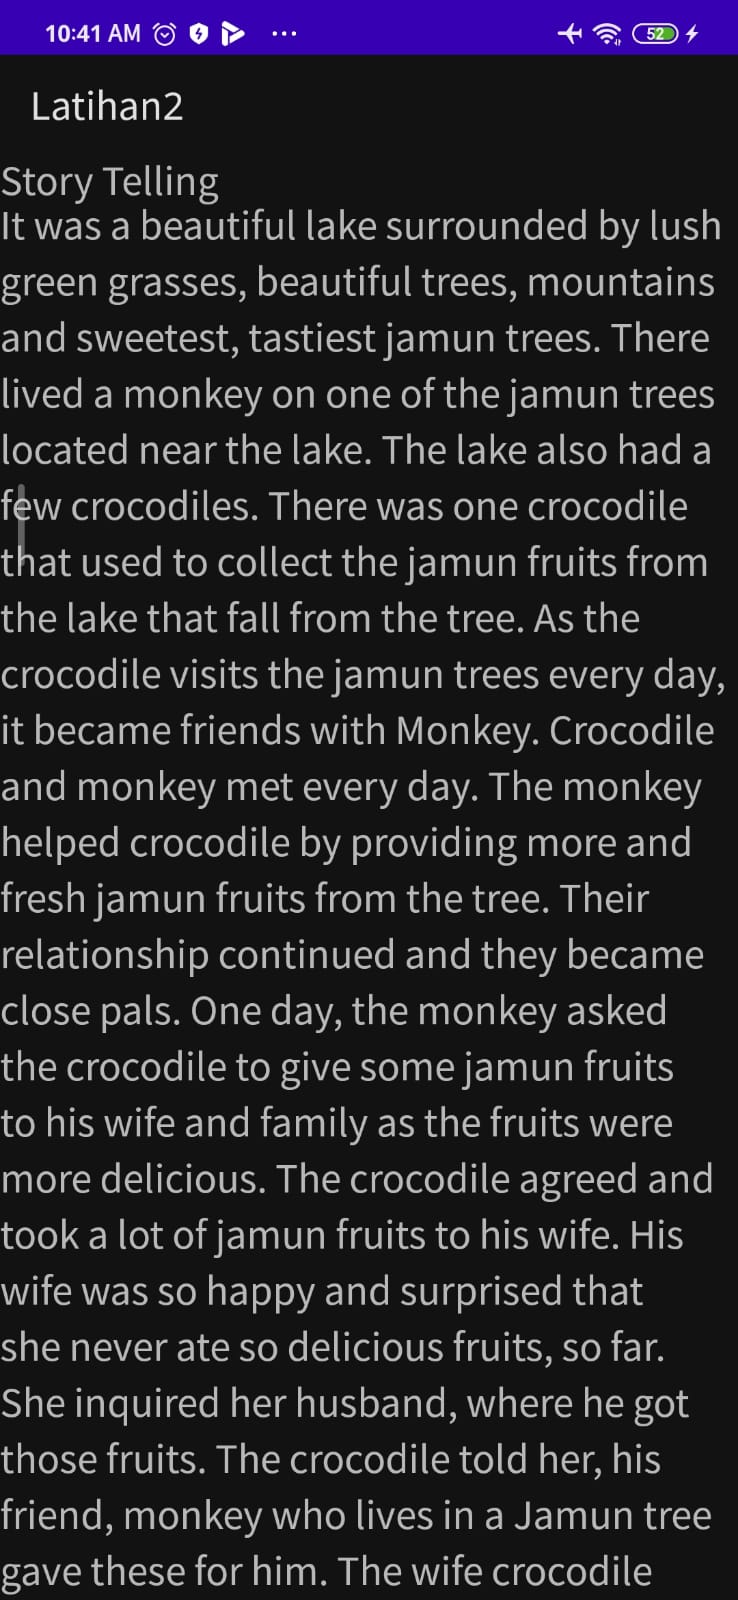 10:41 AM
52
Latihan2
Story Telling
It was a beautiful lake surrounded by lush
green grasses, beautiful trees, mountains
and sweetest, tastiest jamun trees. There
lived a monkey on one of the jamun trees
located near the lake. The lake also had a
few crocodiles. There was one crocodile
that used to collect the jamun fruits from
the lake that fall from the tree. As the
crocodile visits the jamun trees every day,
it became friends with Monkey. Crocodile
and monkey met every day. The monkey
helped crocodile by providing more and
fresh jamun fruits from the tree. Their
relationship continued and they became
close pals. One day, the monkey asked
the crocodile to give some jamun fruits
to his wife and family as the fruits were
more delicious. The crocodile agreed and
took a lot of jamun fruits to his wife. His
wife was so happy and surprised that
she never ate so delicious fruits, so far.
She inquired her husband, where he got
those fruits. The crocodile told her, his
friend, monkey who lives in a Jamun tree
gave these for him. The wife crocodile